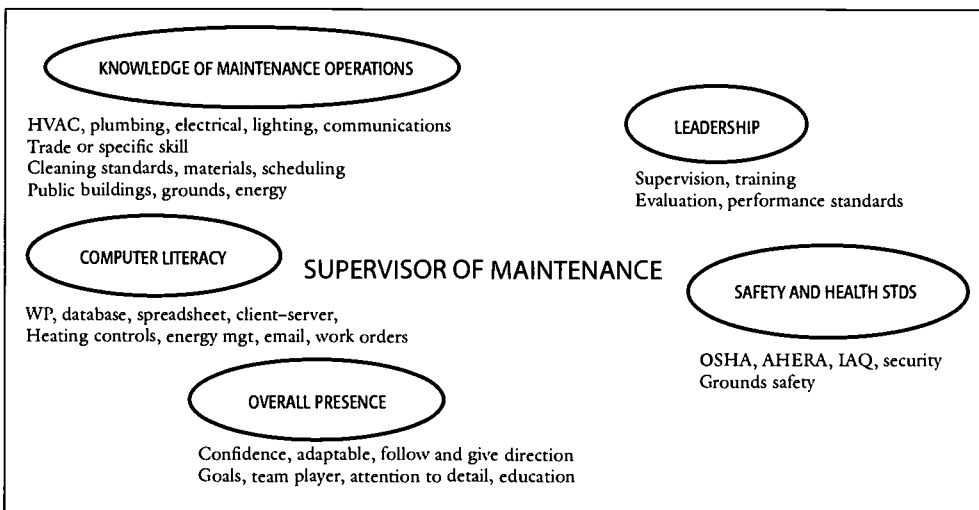 KNOWLEDGE OF MAINTENANCE OPERATIONS
HVAC, plumbing, electrical, lighting, communications
Trade or specific skill
Cleaning standards, materials, scheduling
Public buildings, grounds, energy
LEADERSHIP
Supervision, training
Evaluation, performance standards
COMPUTER LITERACY
WP, database, spreadsheet, client–server,
Heating controls, energy mgt, email, work orders
SUPERVISOR OF MAINTENANCE
SAFETY AND HEALTH STDS
OSHA, AHERA, IAQ, security
Grounds safety
OVERALL PRESENCE
Confidence, adaptable, follow and give direction
Goals, team player, attention to detail, education